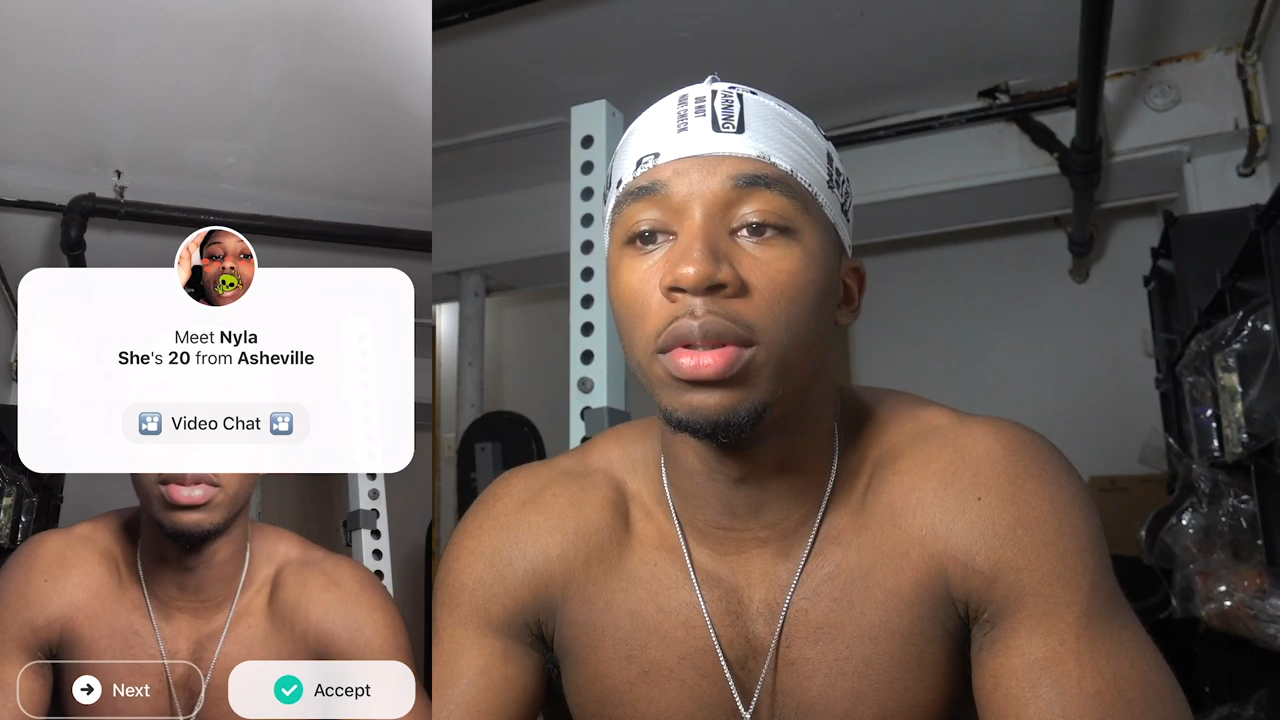 Meet Nyla
She's 20 from Asheville
Video Chat
Next
Accept
WARNING
DO NOT